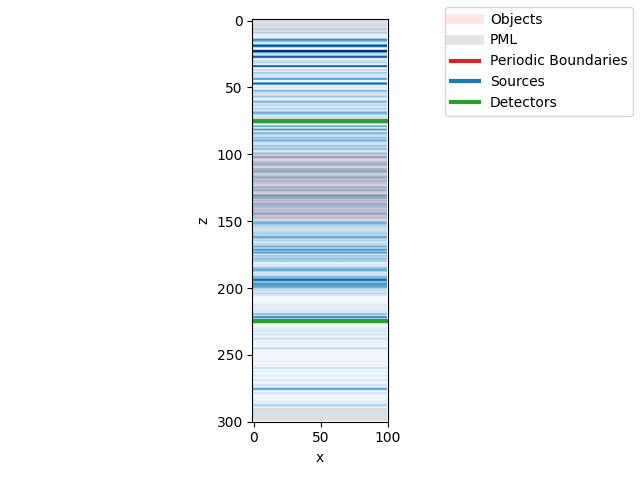 Objects
PML
Periodic Boundaries
Sources
Detectors
0
50
100
150
200
250
300
z
0 50 100
x